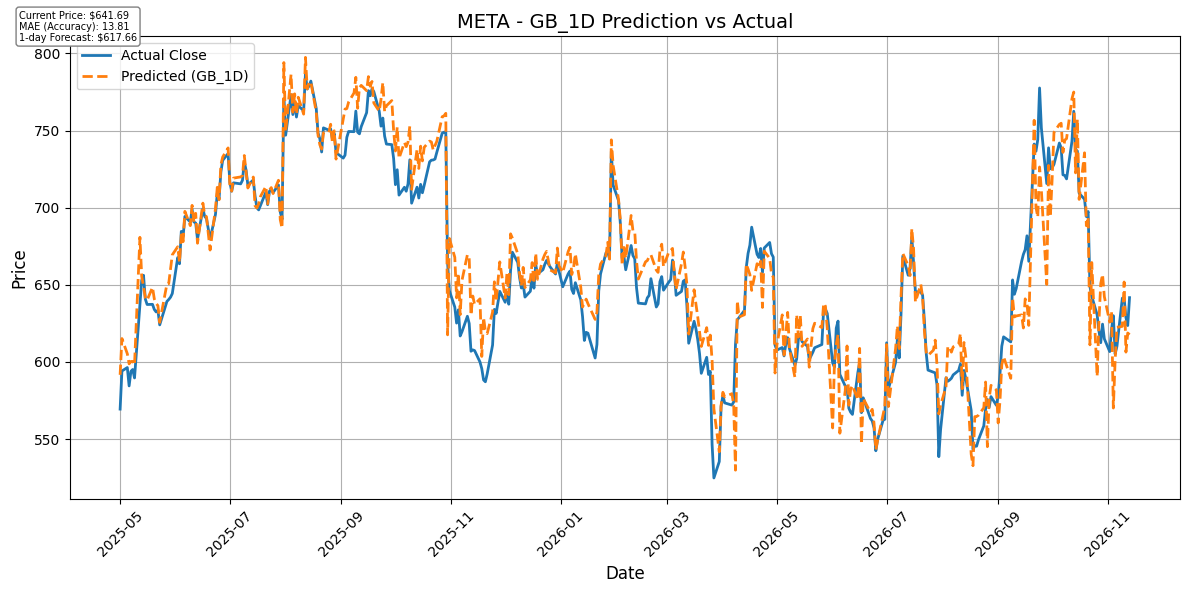 META - GB_1D Prediction vs Actual
Current Price: $641.69
MAE (Accuracy): 13.81
1-day Forecast: $617.66
Actual Close
Predicted (GB_1D)
Price
800
750
700
650
600
550
2025-05
2025-07
2025-09
2025-11
2026-01
2026-03
2026-05
2026-07
2026-09
2026-11
Date